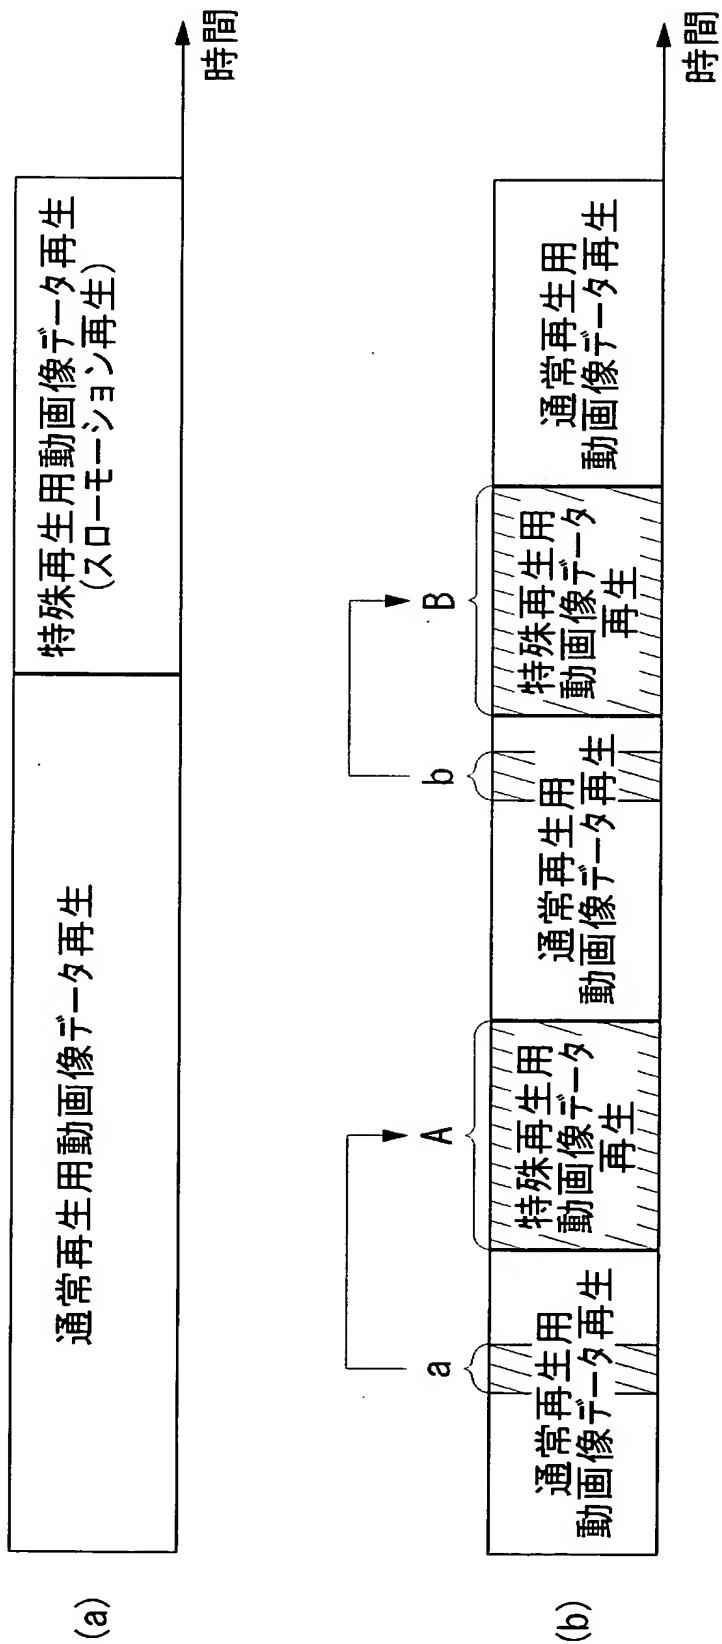 (a)
通常再生用動画像データ再生
特殊再生用動画像データ再生
(スローモーション再生)
時間
(b)
a
A
b
B
通常再生用
動画像データ再生
特殊再生用
動画像データ
再生
通常再生用
動画像データ再生
特殊再生用
動画像データ
再生
通常再生用
動画像データ再生
時間